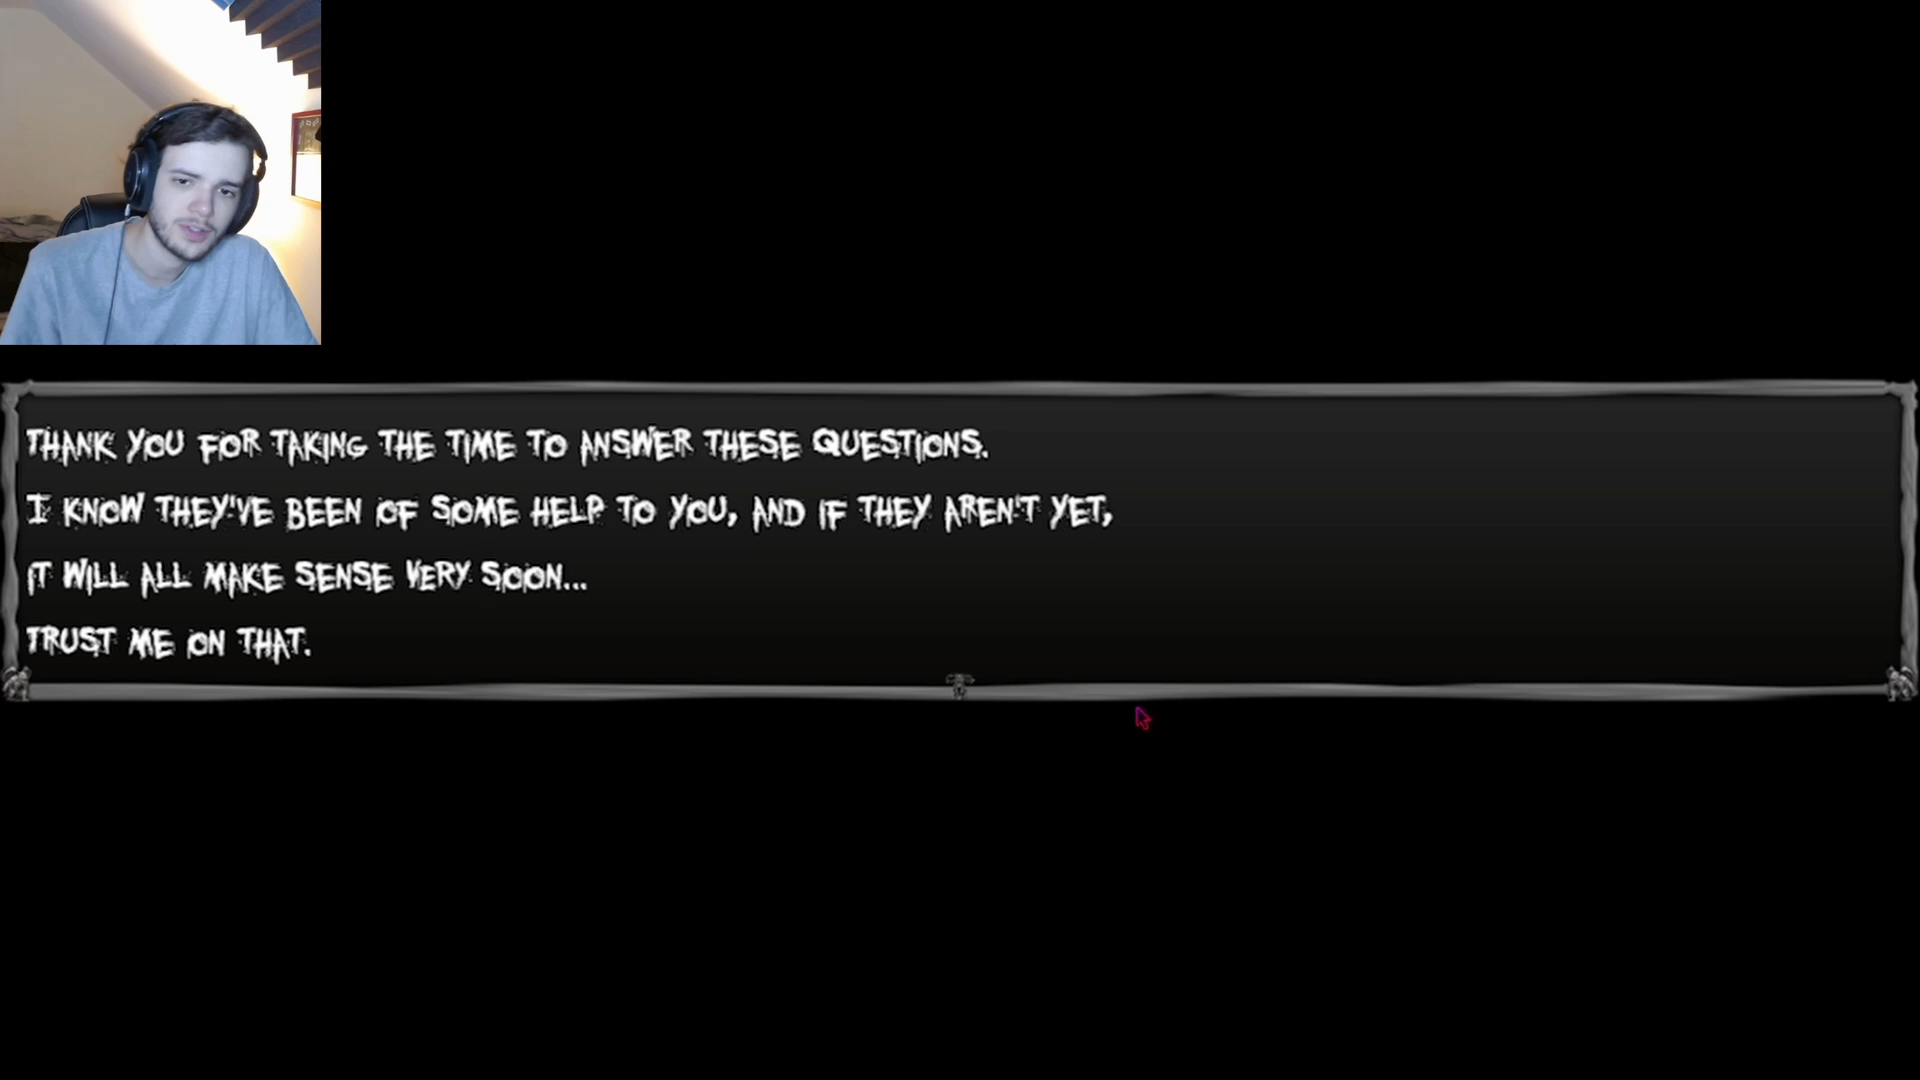 THANK YOU FOR TAKING THE TIME TO ANSWER THESE QUESTIONS.
I KNOW THEY'VE BEEN OF SOME HELP TO YOU, AND IF THEY AREN'T YET,
IT WILL ALL MAKE SENSE VERY SOON...
TRUST ME ON THAT.